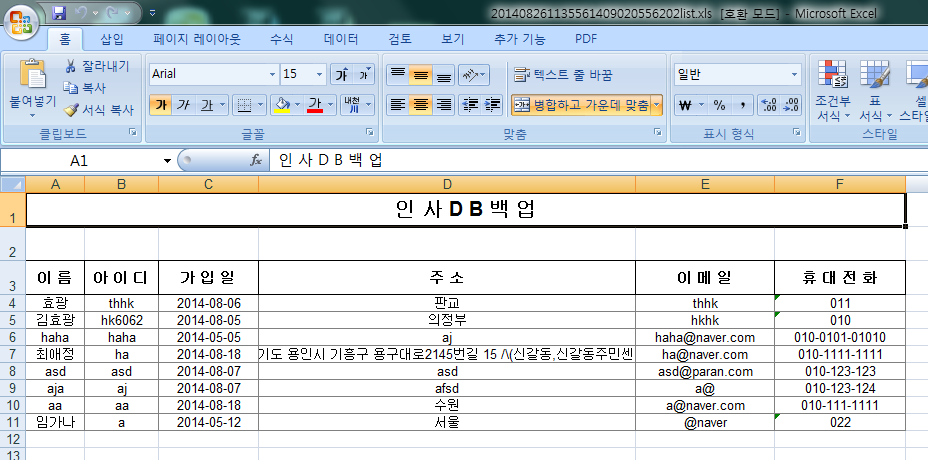 201408261135561409020556202list.xls [호환 모드] - Microsoft Excel
홈 삽입 페이지 레이아웃 수식 데이터 검토 보기 추가 기능 PDF
붙여넣기 잘라내기 복사 서식 복사
클립보드
Arial 15 가 가
가 가 가 가 내천
글꼴
텍스트 줄 바꿈
병합하고 가운데 맞춤
맞춤
일반
₩ % , .00 .00
표시 형식
조건부 서식 표 서식 셀 스타일
스타일
A1 fx 인 사 D B 백 업
A B C D E F
1 인 사 D B 백 업
2
3 이 름 아 이 디 가 입 일 주 소 이 메 일 휴 대 전 화
4 효광 thhk 2014-08-06 판교 thhk 011
5 김효광 hk6062 2014-08-05 의정부 hkhk 010
6 haha haha 2014-05-05 aj haha@naver.com 010-0101-01010
7 최애정 ha 2014-08-18 기도 용인시 기흥구 용구대로2145번길 15 /\(신갈동,신갈동주민센 ha@naver.com 010-1111-1111
8 asd asd 2014-08-07 asd asd@paran.com 010-123-123
9 aja aj 2014-08-07 afsd a@ 010-123-124
10 aa aa 2014-08-18 수원 a@naver.com 010-111-1111
11 임가나 a 2014-05-12 서울 @naver 022
12
13